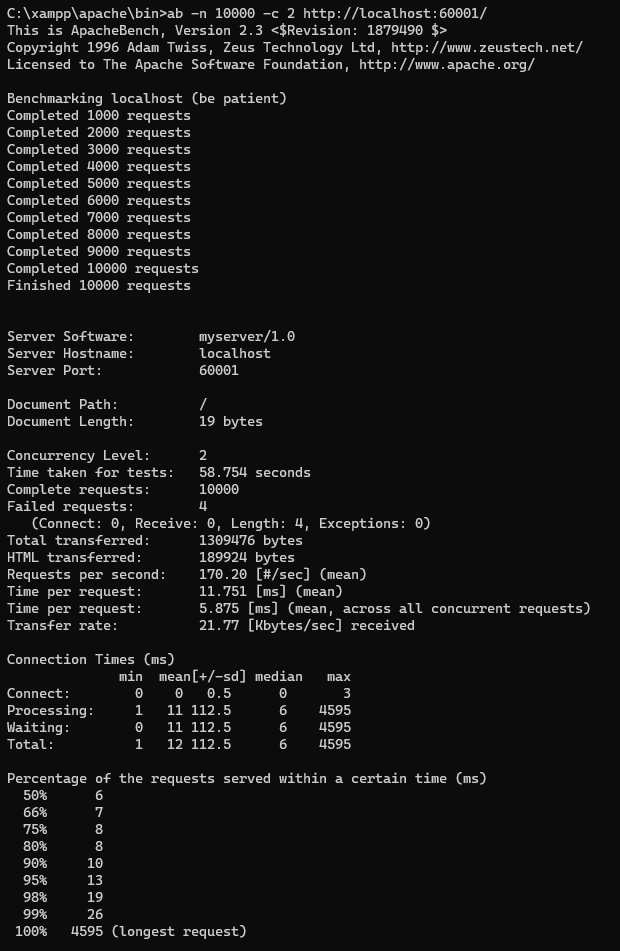 C:\xampp\apache\bin>ab -n 10000 -c 2 http://localhost:60001/
This is ApacheBench, Version 2.3 <$Revision: 1879490 $>
Copyright 1996 Adam Twiss, Zeus Technology Ltd, http://www.zeustech.net/
Licensed to The Apache Software Foundation, http://www.apache.org/

Benchmarking localhost (be patient)
Completed 1000 requests
Completed 2000 requests
Completed 3000 requests
Completed 4000 requests
Completed 5000 requests
Completed 6000 requests
Completed 7000 requests
Completed 8000 requests
Completed 9000 requests
Completed 10000 requests
Finished 10000 requests


Server Software:        myserver/1.0
Server Hostname:        localhost
Server Port:            60001

Document Path:          /
Document Length:        19 bytes

Concurrency Level:      2
Time taken for tests:   58.754 seconds
Complete requests:      10000
Failed requests:        4
   (Connect: 0, Receive: 0, Length: 4, Exceptions: 0)
Total transferred:      1309476 bytes
HTML transferred:       189924 bytes
Requests per second:    170.20 [#/sec] (mean)
Time per request:       11.751 [ms] (mean)
Time per request:       5.875 [ms] (mean, across all concurrent requests)
Transfer rate:          21.77 [Kbytes/sec] received

Connection Times (ms)
              min  mean[+/-sd] median   max
Connect:        0    0   0.5      0       3
Processing:     1   11 112.5      6    4595
Waiting:        0   11 112.5      6    4595
Total:          1   12 112.5      6    4595

Percentage of the requests served within a certain time (ms)
  50%      6
  66%      7
  75%      8
  80%      8
  90%     10
  95%     13
  98%     19
  99%     26
 100%   4595 (longest request)